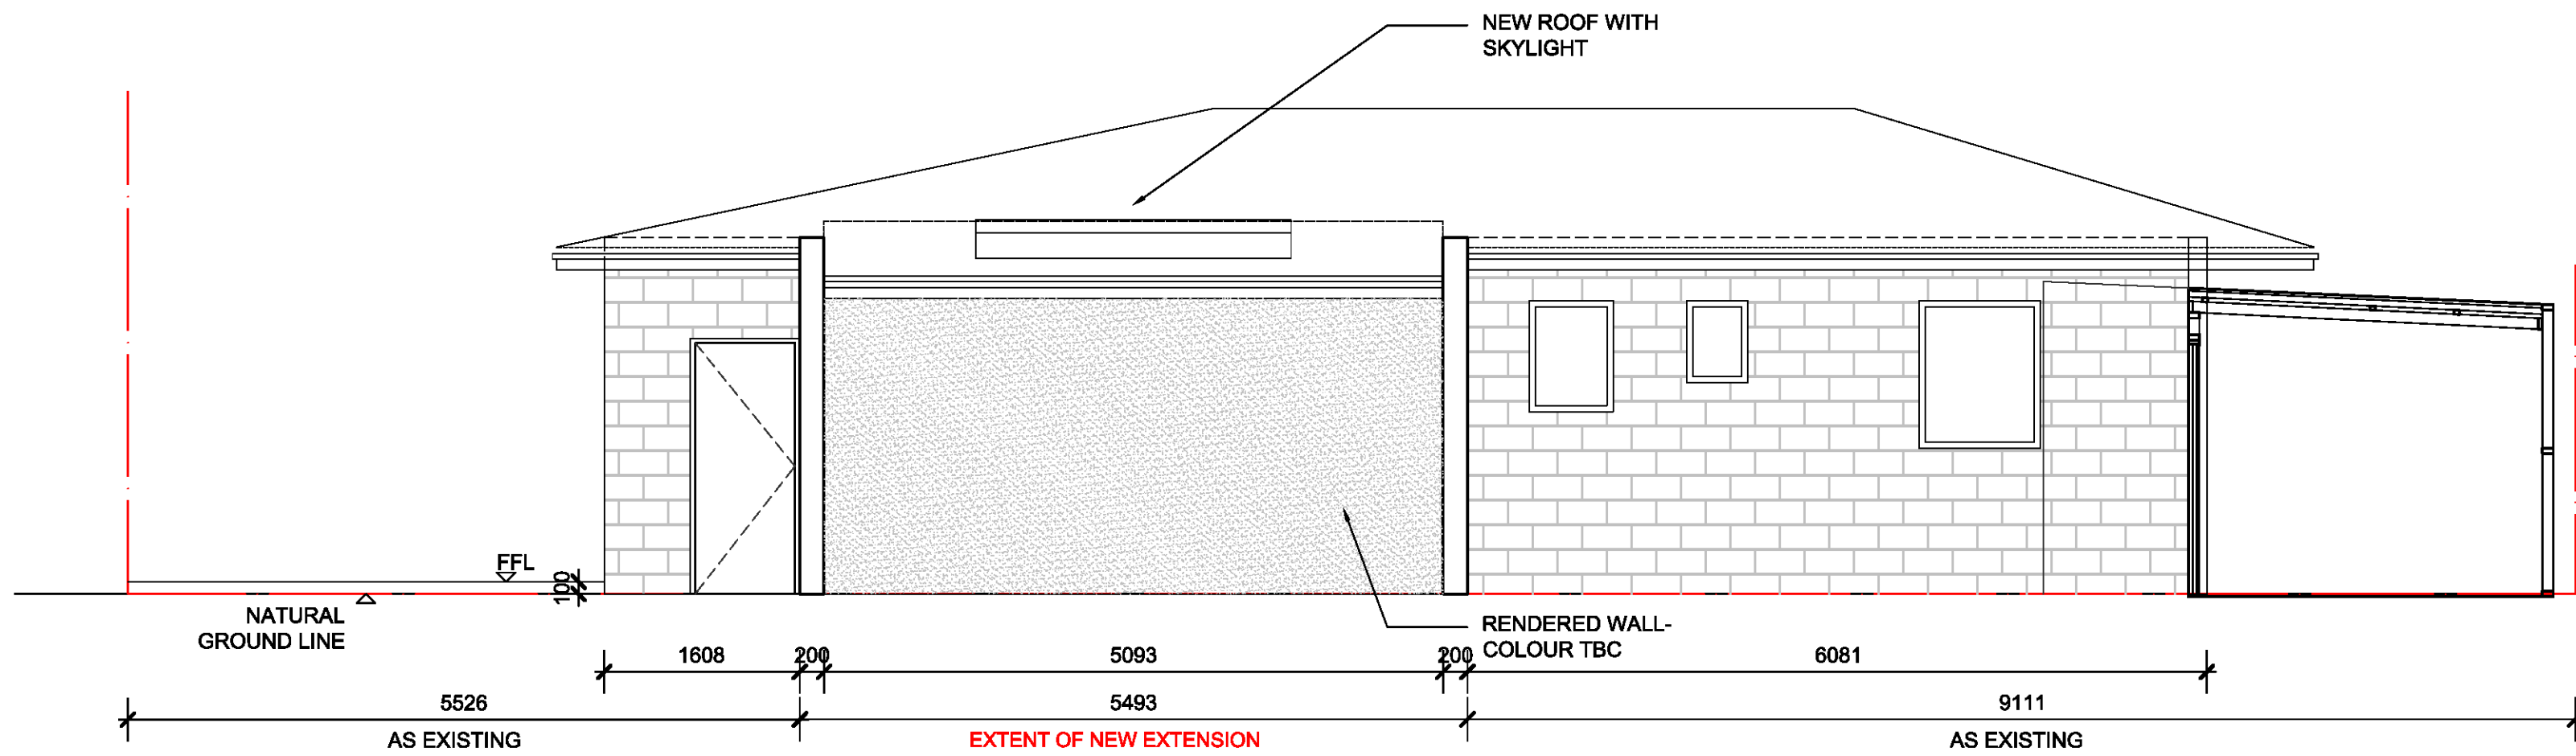 NEW ROOF WITH
SKYLIGHT
FFL
100
NATURAL
GROUND LINE
RENDERED WALL-
COLOUR TBC
1608
200
5093
200
6081
5526
5493
9111
AS EXISTING
EXTENT OF NEW EXTENSION
AS EXISTING